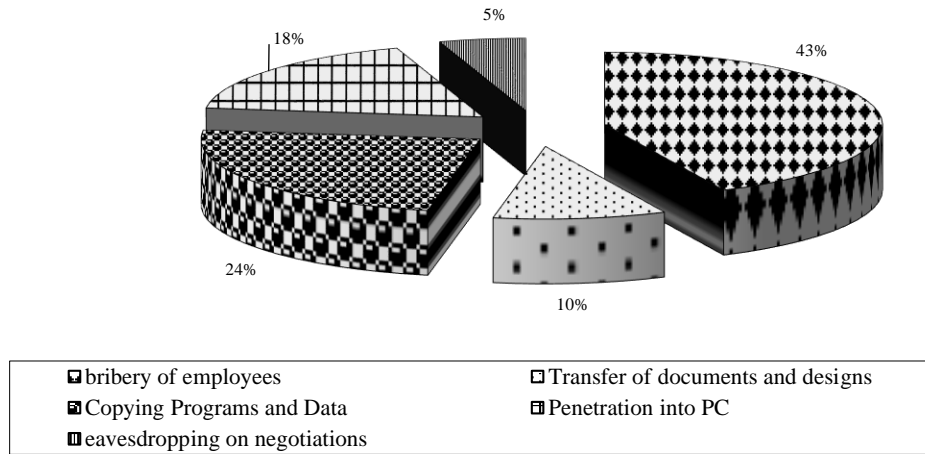 5%
18%
43%
24%
10%
bribery of employees Transfer of documents and designs
Copying Programs and Data Penetration into PC
eavesdropping on negotiations